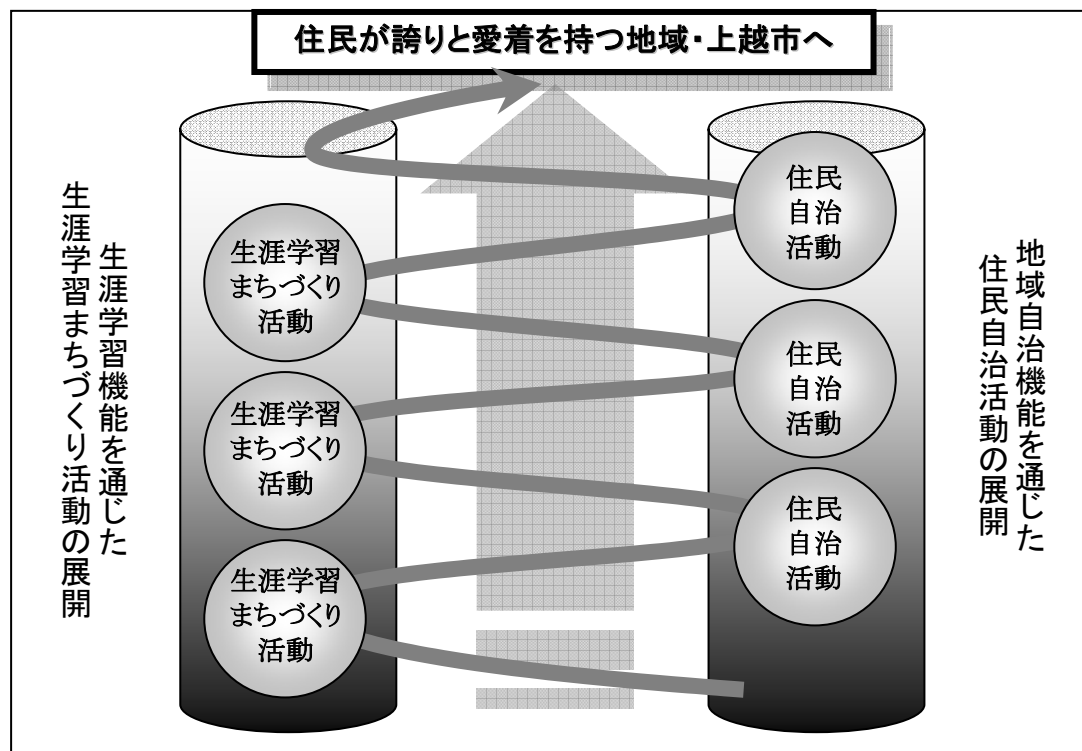 住民が誇りと愛着を持つ地域・上越市へ
生涯学習機能を通じた
生涯学習まちづくり活動の展開
生涯学習
まちづくり
活動
生涯学習
まちづくり
活動
生涯学習
まちづくり
活動
住民
自治
活動
住民
自治
活動
住民
自治
活動
地域自治機能を通じた
住民自治活動の展開